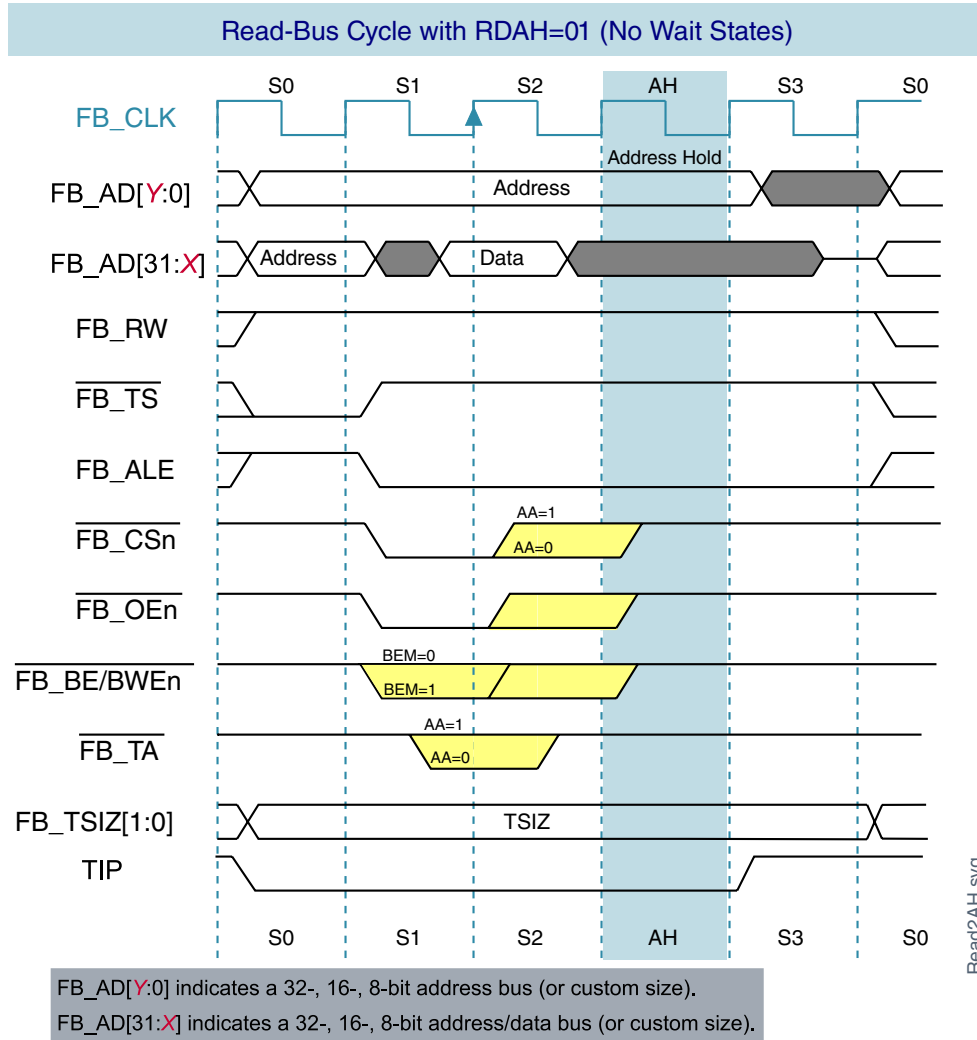 Read-Bus Cycle with RDAH=01 (No Wait States)
S0 S1 S2 AH S3 S0
FB_CLK
Address Hold
FB_AD[Y:0] Address
FB_AD[31:X] Address Data
FB_RW
FB_TS
FB_ALE
AA=1
FB_CSn AA=0
FB_OEn
BEM=0
FB_BE/BWEn BEM=1
AA=1
FB_TA AA=0
FB_TSIZ[1:0] TSIZ
TIP
S0 S1 S2 AH S3 S0
Read2AH.svg
FB_AD[Y:0] indicates a 32-, 16-, 8-bit address bus (or custom size).
FB_AD[31:X] indicates a 32-, 16-, 8-bit address/data bus (or custom size).